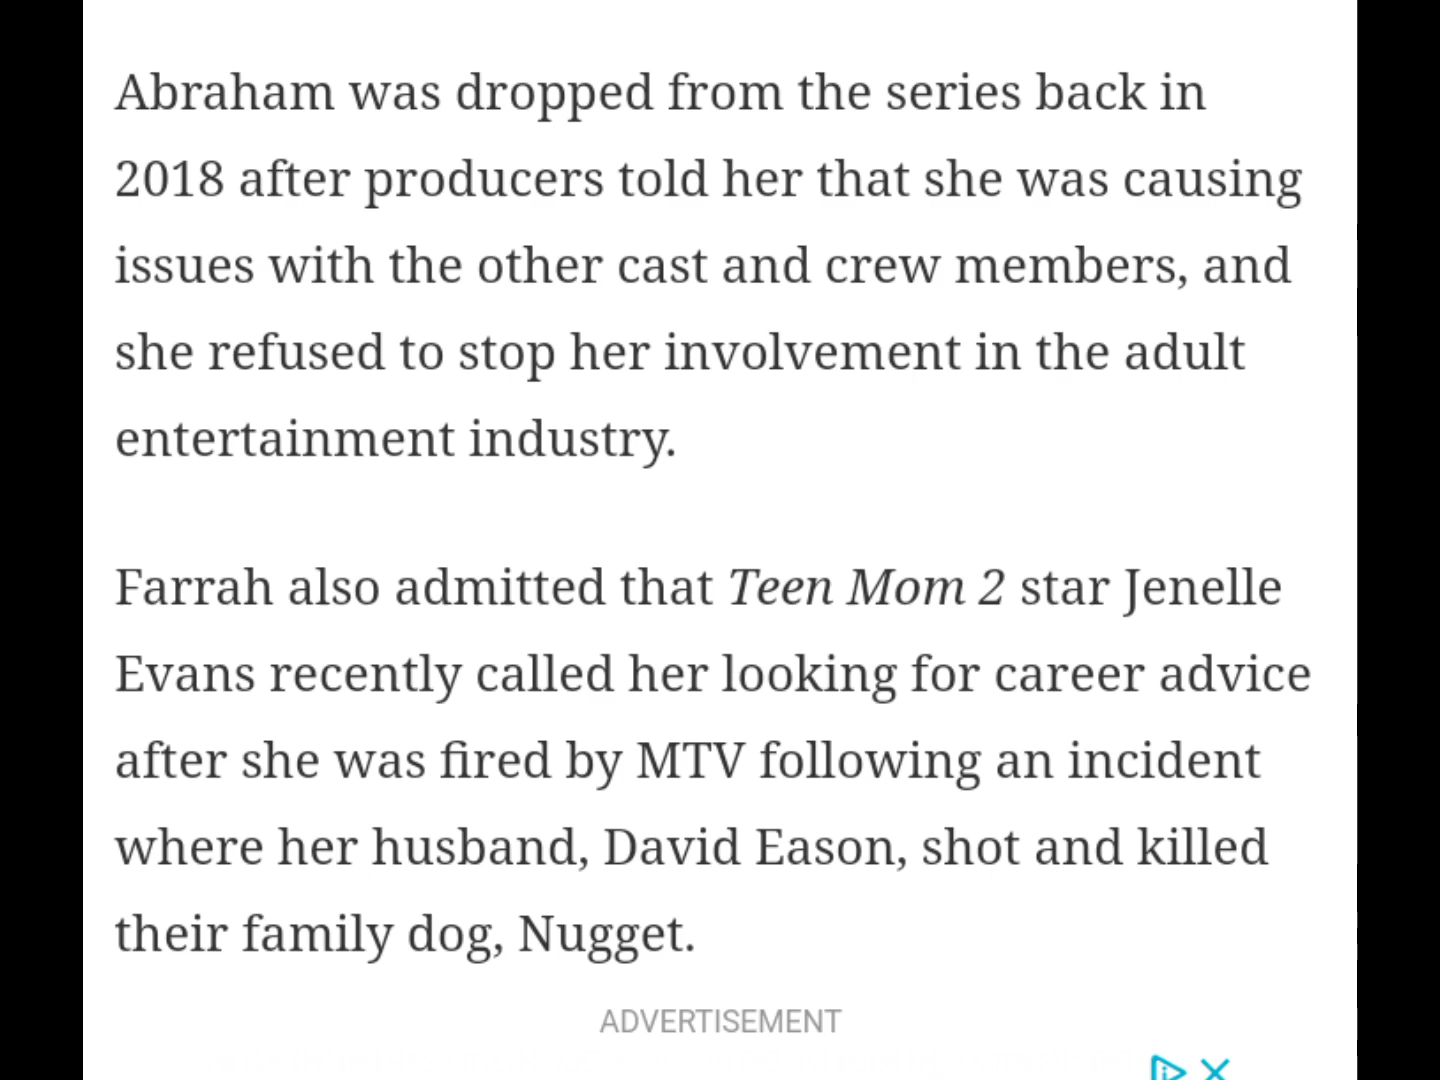 Abraham was dropped from the series back in
2018 after producers told her that she was causing
issues with the other cast and crew members, and
she refused to stop her involvement in the adult
entertainment industry.
Farrah also admitted that Teen Mom 2 star Jenelle
Evans recently called her looking for career advice
after she was fired by MTV following an incident
where her husband, David Eason, shot and killed
their family dog, Nugget.
ADVERTISEMENT